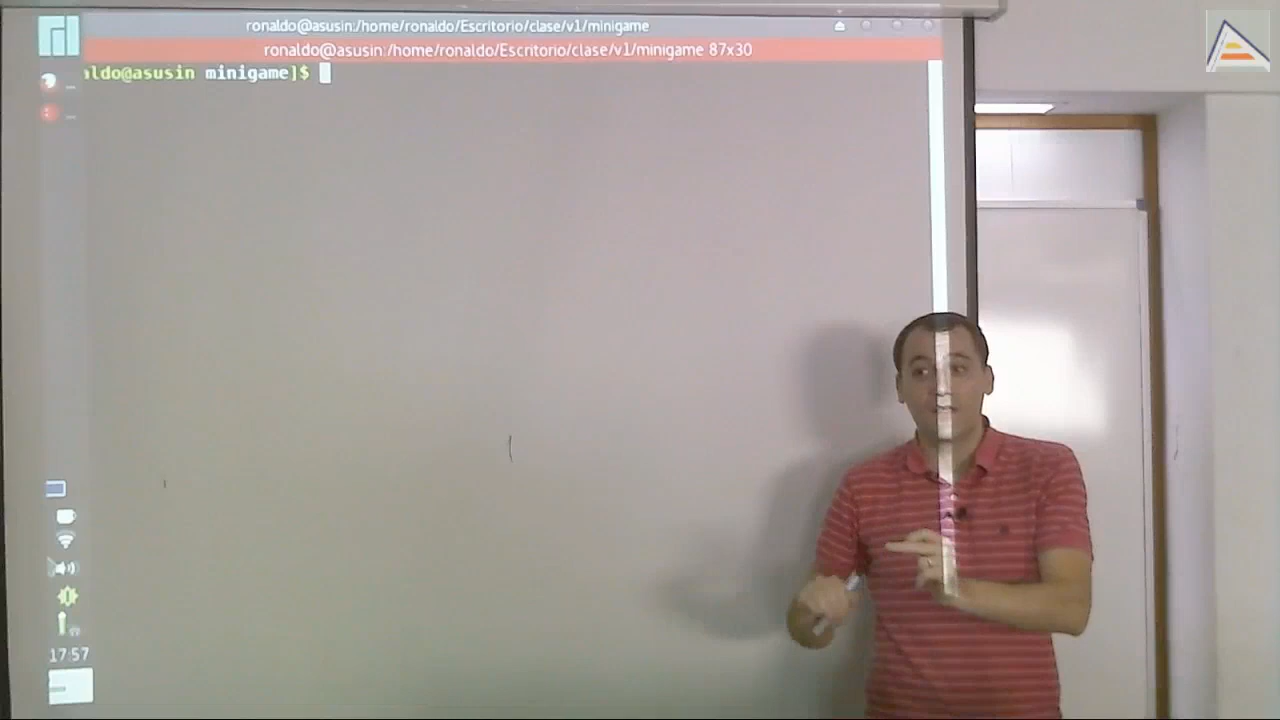 ronaldo@asusin:/home/ronaldo/Escritorio/clase/v1/minigame
ronaldo@asusin:/home/ronaldo/Escritorio/clase/v1/minigame 87x30
aldo@asusin minigame]$
17:57